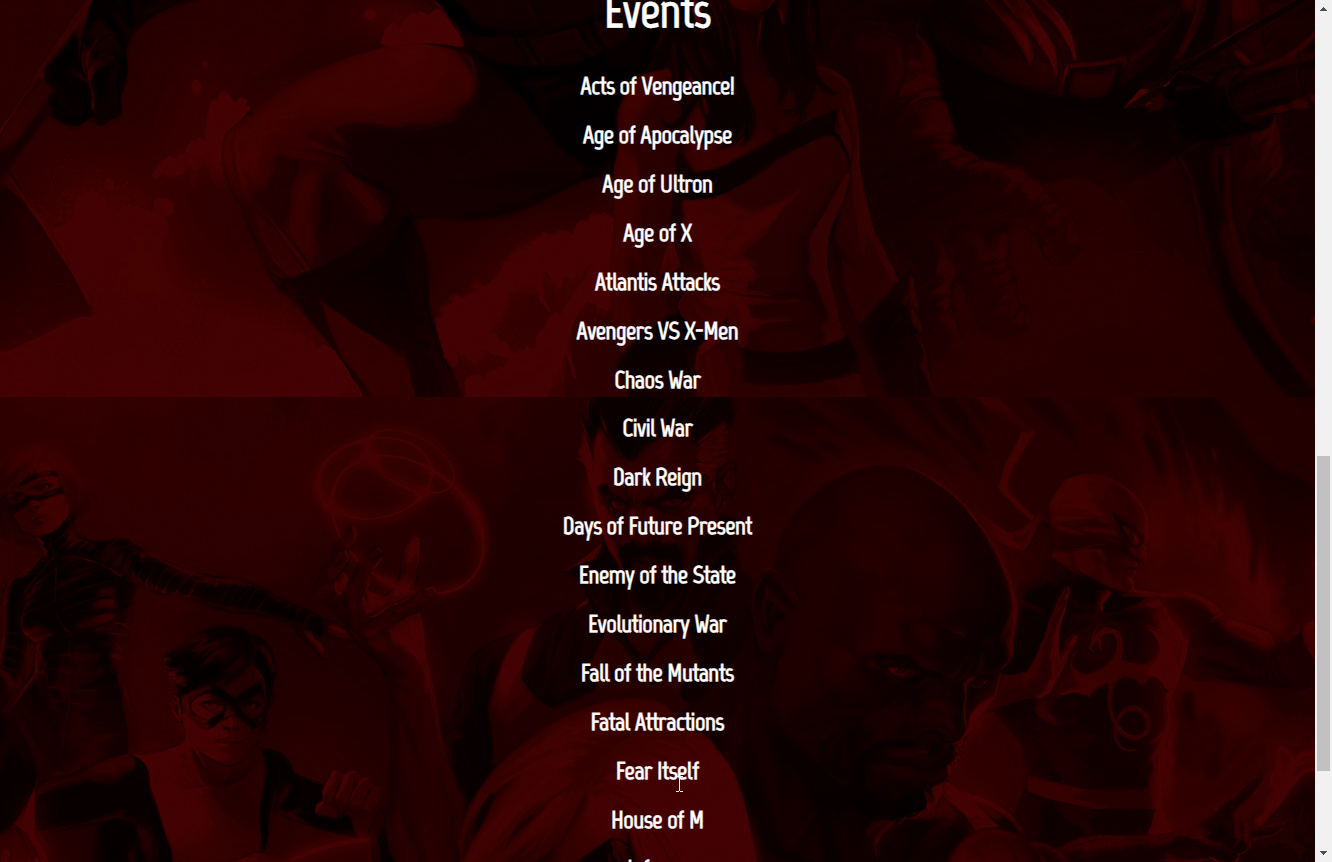 Events
Acts of Vengeance!
Age of Apocalypse
Age of Ultron
Age of X
Atlantis Attacks
Avengers VS X-Men
Chaos War
Civil War
Dark Reign
Days of Future Present
Enemy of the State
Evolutionary War
Fall of the Mutants
Fatal Attractions
Fear Itself
House of M